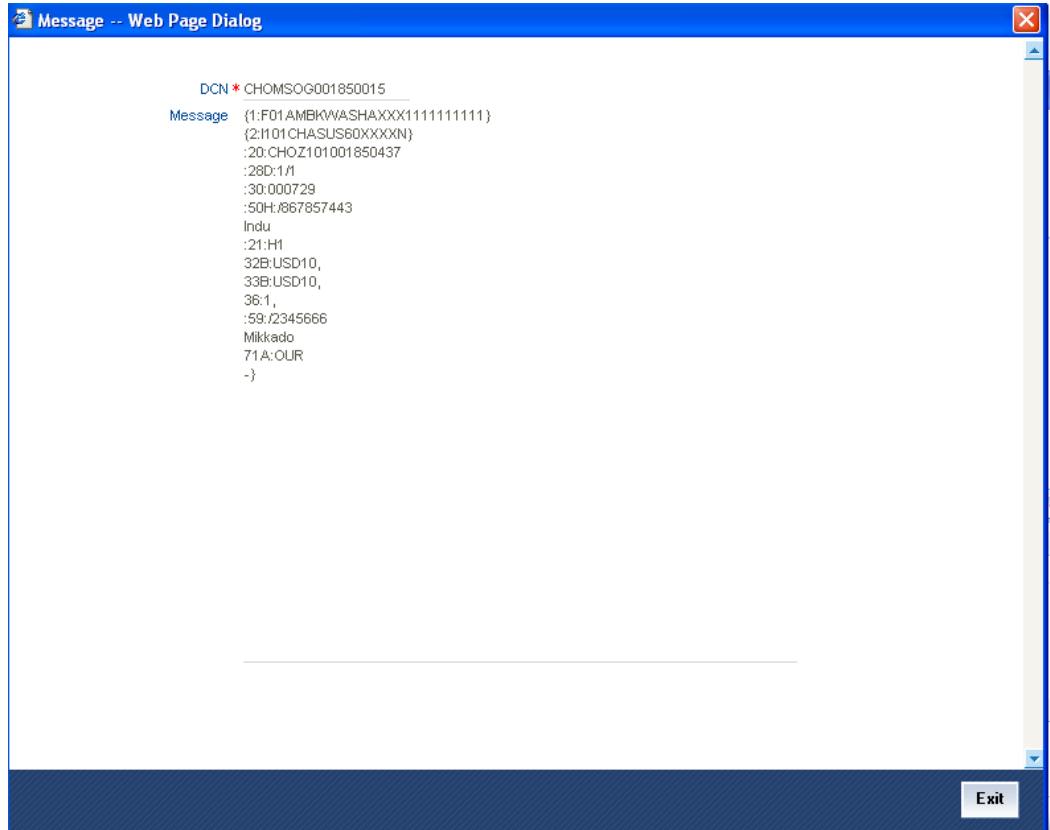 Message -- Web Page Dialog
DCN * CHOMSOG001850015
Message {1:F01AMBKWASHAXXX1111111111}
{2:I101CHASUS60XXXXN}
:20:CHOZ101001850437
:28D:1/1
:30:000729
:50H:/867857443
Indu
:21:H1
32B:USD10,
33B:USD10,
36:1,
:59:/2345666
Mikkado
71A:OUR
-}
Exit